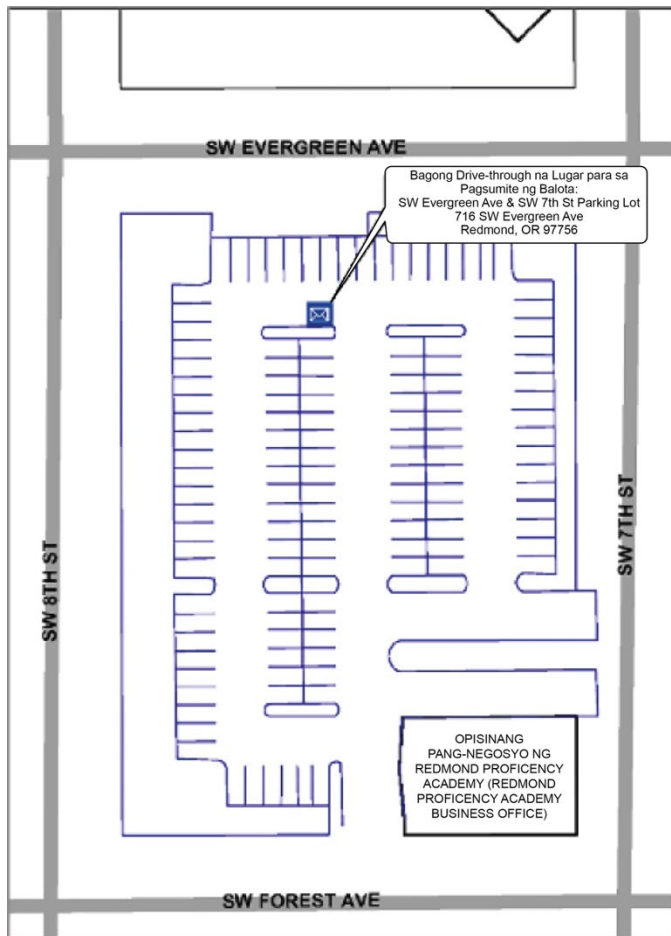 SW EVERGREEN AVE
Bagong Drive-through na Lugar para sa
Pagsumite ng Balota:
SW Evergreen Ave & SW 7th St Parking Lot
716 SW Evergreen Ave
Redmond, OR 97756
SW 8TH ST
SW 7TH ST
OPISINANG
PANG-NEGOSYO NG
REDMOND PROFICENCY
ACADEMY (REDMOND
PROFICENCY ACADEMY
BUSINESS OFFICE)
SW FOREST AVE